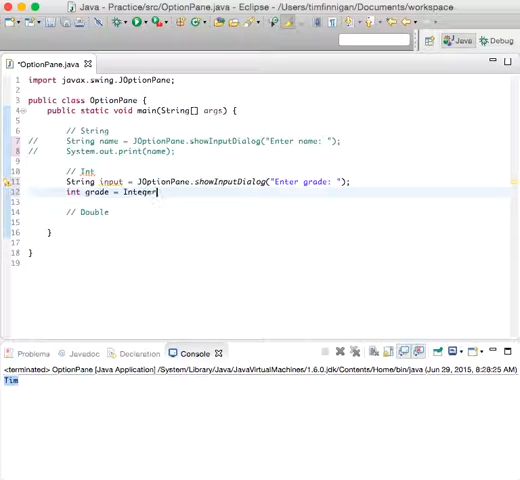 Java - Practice/src/OptionPane.java - Eclipse - /Users/timfinnigan/Documents/workspace
Java
Debug
*OptionPane.java
1 import javax.swing.JOptionPane;
2
3 public class OptionPane {
4 public static void main(String[] args) {
5
6 // String
7 // String name = JOptionPane.showInputDialog("Enter name: ");
8 // System.out.print(name);
9
10 // Int
11 String input = JOptionPane.showInputDialog("Enter grade: ");
12 int grade = Integer
13
14 // Double
15
16 }
17
18 }
19
Problems
Javadoc
Declaration
Console
<terminated> OptionPane [Java Application] /System/Library/Java/JavaVirtualMachines/1.6.0.jdk/Contents/Home/bin/java (Jun 29, 2015, 8:28:25 AM)
Tim